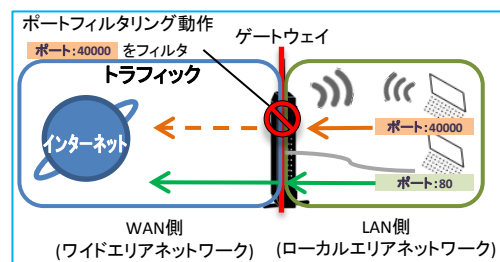 ポートフィルタリング動作
ポート:40000 をフィルタ
ゲートウェイ
トラフィック
インターネット
ポート:40000
ポート:80
WAN側
(ワイドエリアネットワーク)
LAN側
(ローカルエリアネットワーク)